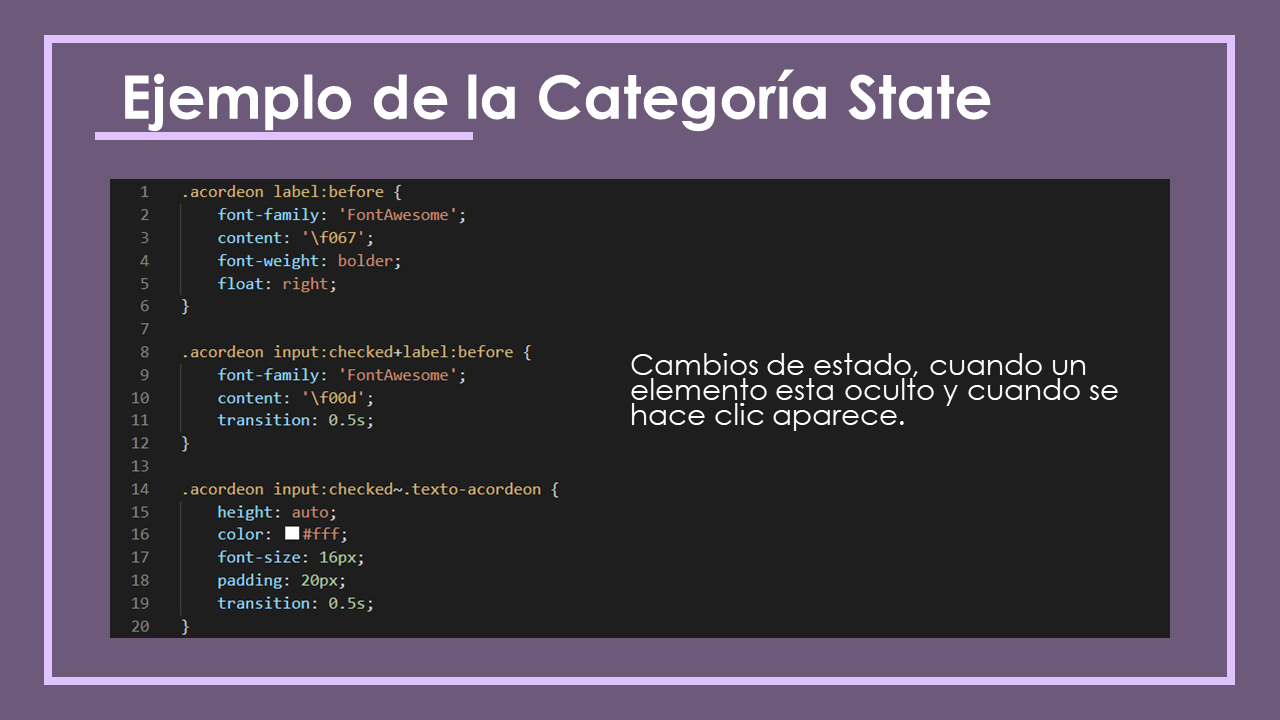 Ejemplo de la Categoría State
1 .acordeon label:before {
2 font-family: 'FontAwesome';
3 content: '\f067';
4 font-weight: bolder;
5 float: right;
6 }
7
8 .acordeon input:checked+label:before {
9 font-family: 'FontAwesome';
10 content: '\f00d';
11 transition: 0.5s;
12 }
13
14 .acordeon input:checked~.texto-acordeon {
15 height: auto;
16 color: #fff;
17 font-size: 16px;
18 padding: 20px;
19 transition: 0.5s;
20 }
Cambios de estado, cuando un
elemento esta oculto y cuando se
hace clic aparece.